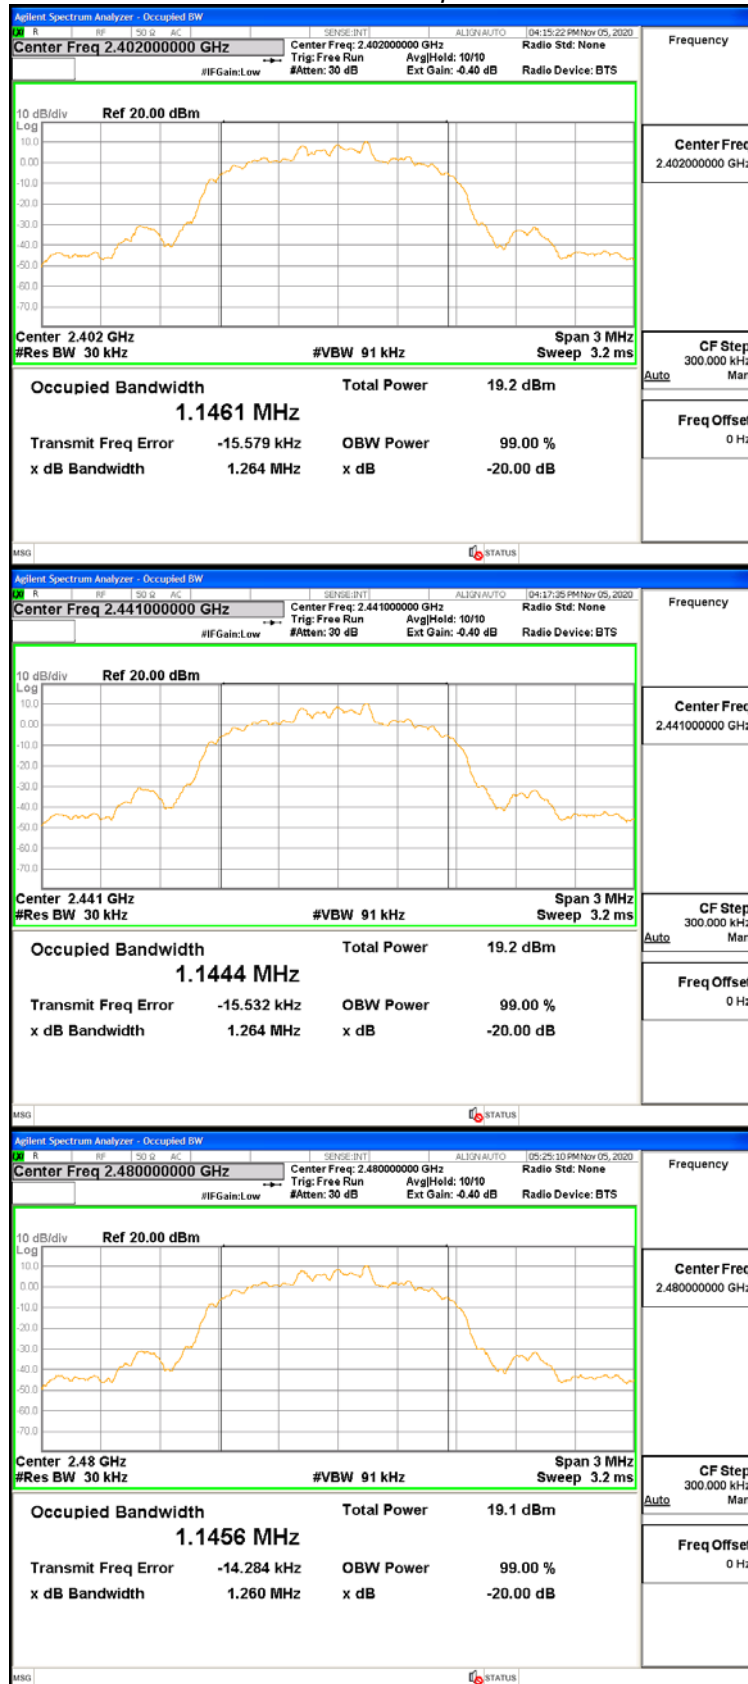 Agilent Spectrum Analyzer - Occupied BW
R RF 50 Ω AC SENSE:INT ALIGN AUTO 04:15:22 PM Nov 05, 2020
Center Freq 2.402000000 GHz
Center Freq: 2.402000000 GHz Radio Std: None
Trig: Free Run Avg|Hold: 10/10
#IFGain:Low #Atten: 30 dB Ext Gain: -0.40 dB Radio Device: BTS
Frequency
10 dB/div Ref 20.00 dBm
Log
10.0
0.00
-10.0
-20.0
-30.0
-40.0
-50.0
-60.0
-70.0
Center 2.402 GHz Span 3 MHz
#Res BW 30 kHz #VBW 91 kHz Sweep 3.2 ms
Center Freq
2.402000000 GHz
CF Step
300.000 kHz
Auto Man
Freq Offset
0 Hz
Occupied Bandwidth Total Power 19.2 dBm
1.1461 MHz
Transmit Freq Error -15.579 kHz OBW Power 99.00 %
x dB Bandwidth 1.264 MHz x dB -20.00 dB
MSG STATUS
Agilent Spectrum Analyzer - Occupied BW
R RF 50 Ω AC SENSE:INT ALIGN AUTO 04:17:35 PM Nov 05, 2020
Center Freq 2.441000000 GHz
Center Freq: 2.441000000 GHz Radio Std: None
Trig: Free Run Avg|Hold: 10/10
#IFGain:Low #Atten: 30 dB Ext Gain: -0.40 dB Radio Device: BTS
Frequency
10 dB/div Ref 20.00 dBm
Log
10.0
0.00
-10.0
-20.0
-30.0
-40.0
-50.0
-60.0
-70.0
Center 2.441 GHz Span 3 MHz
#Res BW 30 kHz #VBW 91 kHz Sweep 3.2 ms
Center Freq
2.441000000 GHz
CF Step
300.000 kHz
Auto Man
Freq Offset
0 Hz
Occupied Bandwidth Total Power 19.2 dBm
1.1444 MHz
Transmit Freq Error -15.532 kHz OBW Power 99.00 %
x dB Bandwidth 1.264 MHz x dB -20.00 dB
MSG STATUS
Agilent Spectrum Analyzer - Occupied BW
R RF 50 Ω AC SENSE:INT ALIGN AUTO 05:25:10 PM Nov 05, 2020
Center Freq 2.480000000 GHz
Center Freq: 2.480000000 GHz Radio Std: None
Trig: Free Run Avg|Hold: 10/10
#IFGain:Low #Atten: 30 dB Ext Gain: -0.40 dB Radio Device: BTS
Frequency
10 dB/div Ref 20.00 dBm
Log
10.0
0.00
-10.0
-20.0
-30.0
-40.0
-50.0
-60.0
-70.0
Center 2.48 GHz Span 3 MHz
#Res BW 30 kHz #VBW 91 kHz Sweep 3.2 ms
Center Freq
2.480000000 GHz
CF Step
300.000 kHz
Auto Man
Freq Offset
0 Hz
Occupied Bandwidth Total Power 19.1 dBm
1.1456 MHz
Transmit Freq Error -14.284 kHz OBW Power 99.00 %
x dB Bandwidth 1.260 MHz x dB -20.00 dB
MSG STATUS